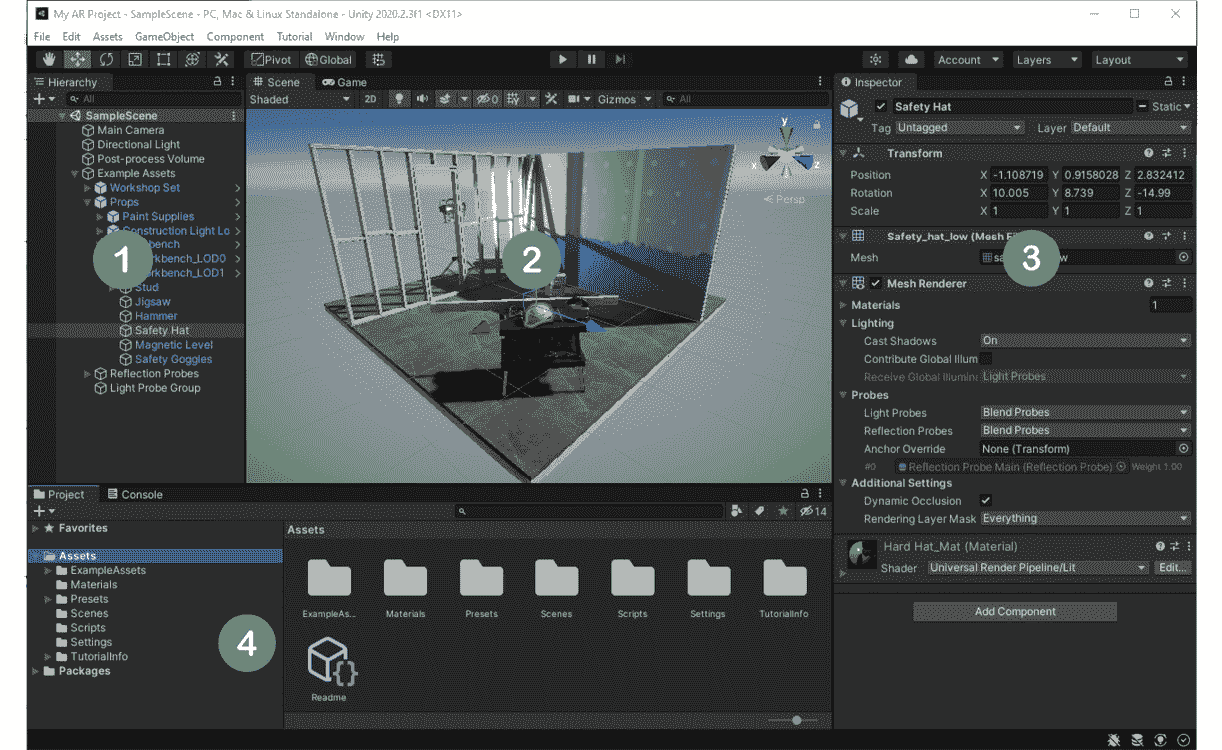 My AR Project - SampleScene - PC, Mac & Linux Standalone - Unity 2020.2.3f1 <DX11>
File Edit Assets GameObject Component Tutorial Window Help
Pivot Global Account Layers Layout
Hierarchy
All
SampleScene
Main Camera
Directional Light
Post-process Volume
Example Assets
Workshop Set
Props
Paint Supplies
Construction Light Lo
bench
rkbench_LOD0
rkbench_LOD1
Stud
Jigsaw
Hammer
Safety Hat
Magnetic Level
Safety Goggles
Reflection Probes
Light Probe Group
1
Scene Game
Shaded 2D 0 Gizmos All
y
x z
Persp
2
Inspector
Safety Hat Static
Tag Untagged Layer Default
Transform
Position X -1.108719 Y 0.9158028 Z 2.832412
Rotation X 10.005 Y 8.739 Z -14.99
Scale X 1 Y 1 Z 1
Safety_hat_low (Mesh Fi
Mesh sa w
3
Mesh Renderer
Materials 1
Lighting
Cast Shadows On
Contribute Global Illum
Receive Global Illumina Light Probes
Probes
Light Probes Blend Probes
Reflection Probes Blend Probes
Anchor Override None (Transform)
#0 Reflection Probe Main (Reflection Probe) Weight 1.00
Additional Settings
Dynamic Occlusion
Rendering Layer Mask Everything
Hard Hat_Mat (Material)
Shader Universal Render Pipeline/Lit Edit...
Add Component
Project Console
14
Favorites
Assets
ExampleAssets
Materials
Presets
Scenes
Scripts
Settings
TutorialInfo
Packages
4
Assets
ExampleAs... Materials Presets Scenes Scripts Settings TutorialInfo
{}
Readme